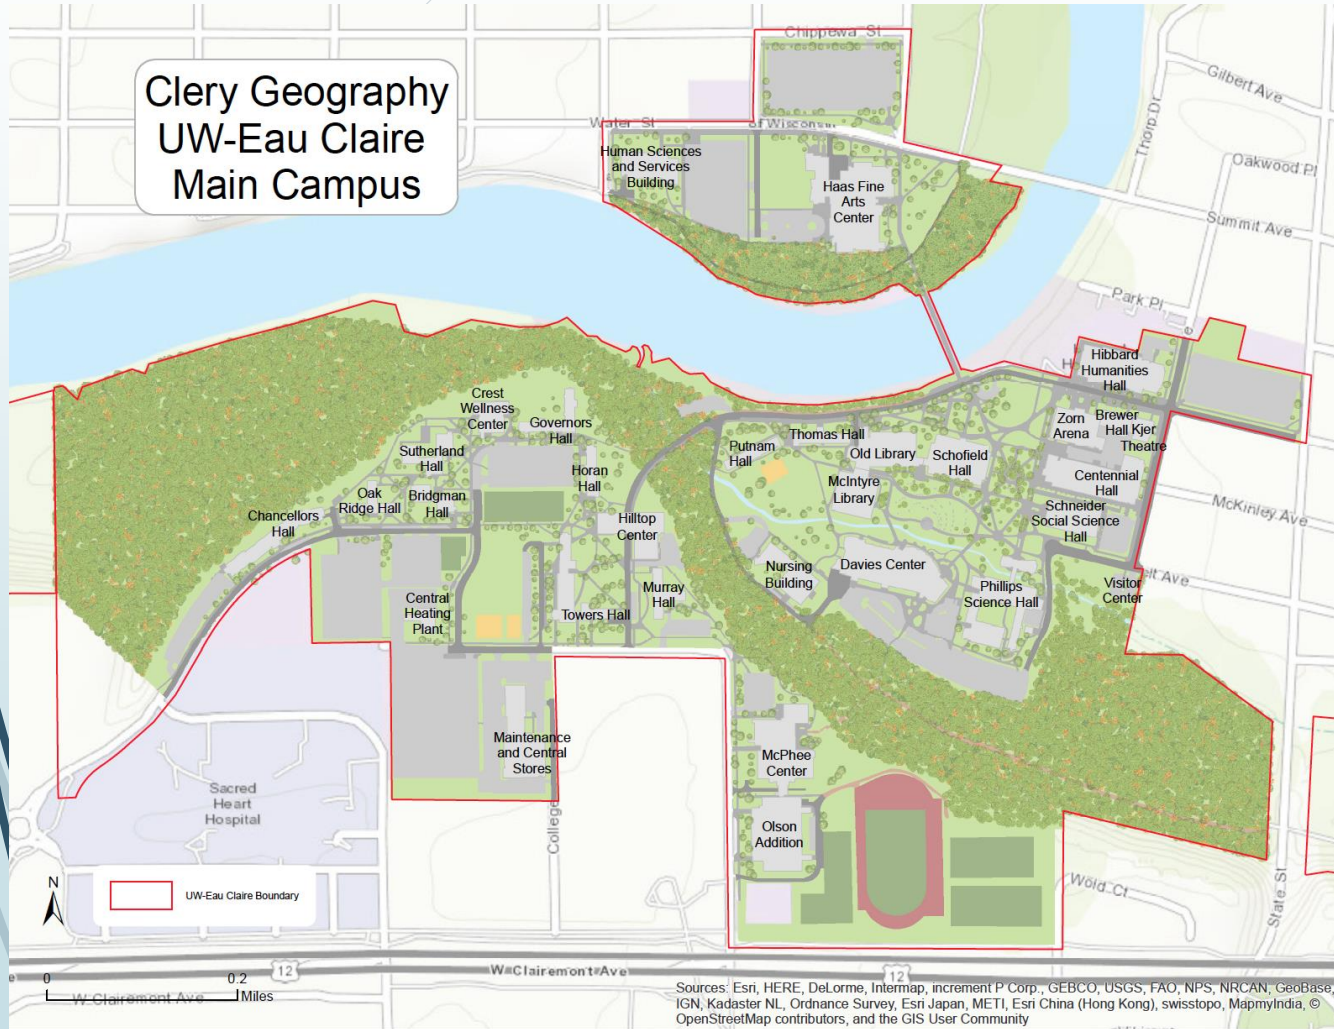 Clery Geography
UW-Eau Claire
Main Campus
Chippewa St
Gilbert Ave
Thorp Dr
Water St
of Wisconsin
Oakwood Pl
Human Sciences
and Services
Building
Haas Fine
Arts
Center
Summit Ave
Park Pl
Hibbard
Humanities
Hall
Crest
Wellness
Center
Governors
Hall
Zorn
Arena
Brewer
Hall Kjer
Theatre
Thomas Hall
Putnam
Hall
Old Library
Schofield
Hall
Sutherland
Hall
Horan
Hall
McIntyre
Library
Centennial
Hall
Oak
Ridge Hall
Bridgman
Hall
Chancellors
Hall
Hilltop
Center
Schneider
Social Science
Hall
McKinley Ave
Nursing
Building
Davies Center
Phillips
Science Hall
Visitor
Center
Ave
Murray
Hall
Towers Hall
Central
Heating
Plant
Maintenance
and Central
Stores
McPhee
Center
Sacred
Heart
Hospital
College
Olson
Addition
Wold Ct
State St
N
UW-Eau Claire Boundary
0
0.2
Miles
12
W Clairemont Ave
12
W Clairemont Ave
Sources: Esri, HERE, DeLorme, Intermap, increment P Corp., GEBCO, USGS, FAO, NPS, NRCAN, GeoBase,
IGN, Kadaster NL, Ordnance Survey, Esri Japan, METI, Esri China (Hong Kong), swisstopo, MapmyIndia, ©
OpenStreetMap contributors, and the GIS User Community